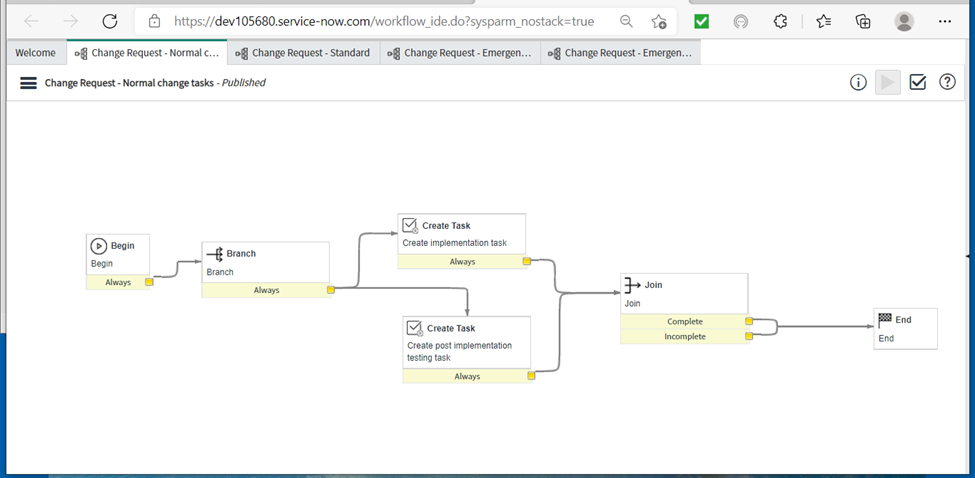 https://dev105680.service-now.com/workflow_ide.do?sysparm_nostack=true
Welcome
Change Request - Normal c...
Change Request - Standard
Change Request - Emergen...
Change Request - Emergen...
Change Request - Normal change tasks - Published
Begin
Begin
Always
Branch
Branch
Always
Create Task
Create implementation task
Always
Create Task
Create post implementation
testing task
Always
Join
Join
Complete
Incomplete
End
End